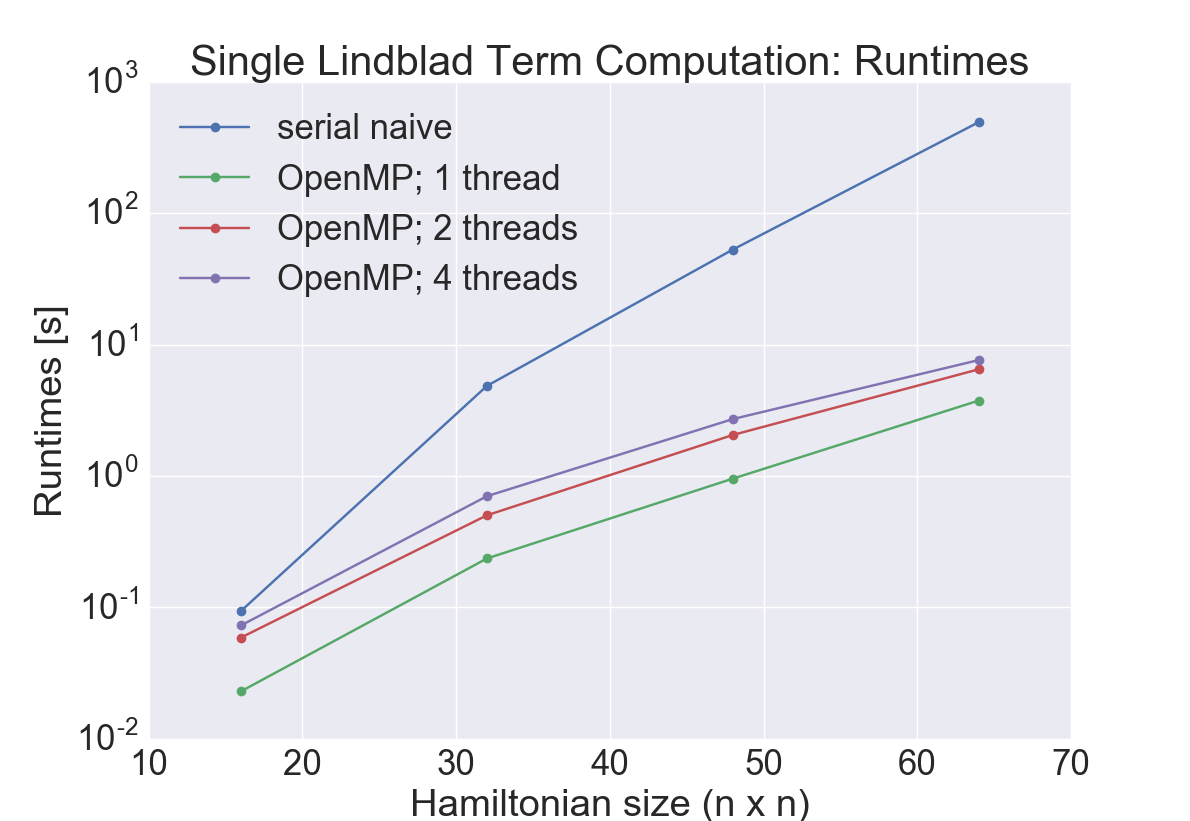 Single Lindblad Term Computation: Runtimes
10^3
10^2
10^1
10^0
10^-1
10^-2
Runtimes [s]
serial naive
OpenMP; 1 thread
OpenMP; 2 threads
OpenMP; 4 threads
10 20 30 40 50 60 70
Hamiltonian size (n x n)